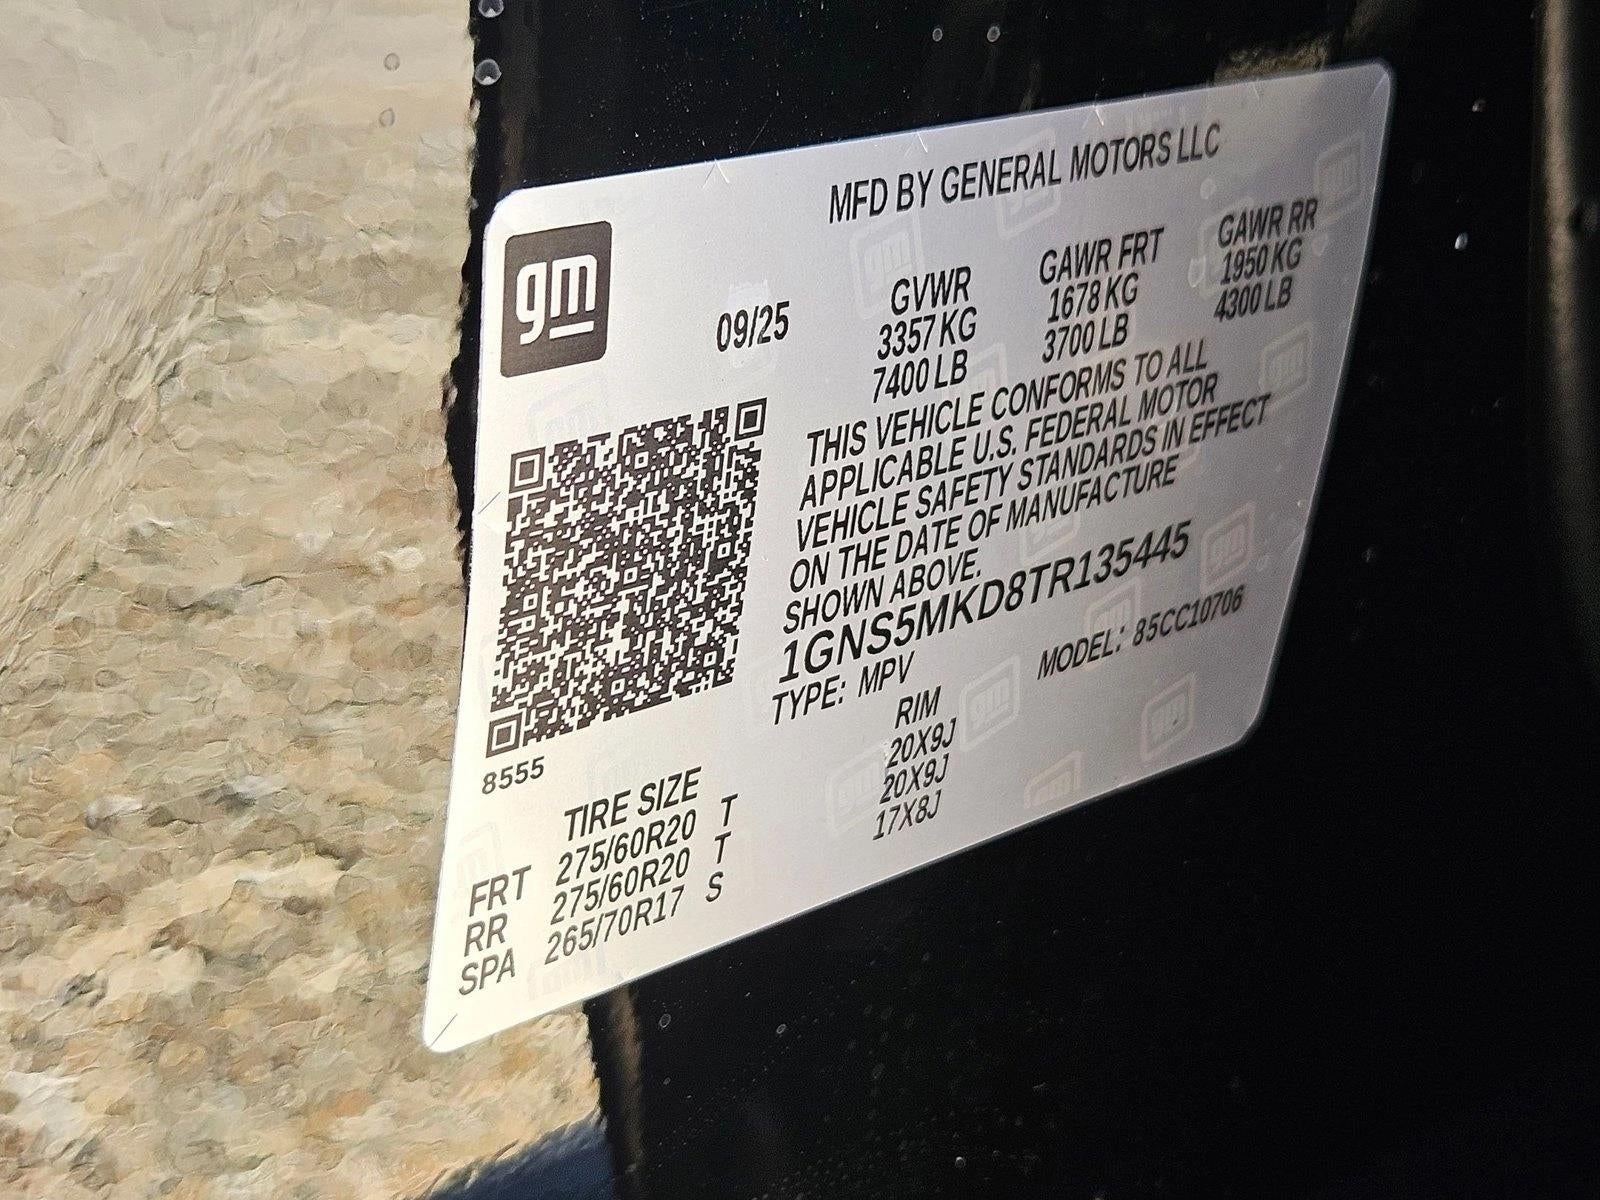 MFD BY GENERAL MOTORS LLC
gm
09/25
GVWR
3357 KG
7400 LB
GAWR FRT
1678 KG
3700 LB
GAWR RR
1950 KG
4300 LB
THIS VEHICLE CONFORMS TO ALL
APPLICABLE U.S. FEDERAL MOTOR
VEHICLE SAFETY STANDARDS IN EFFECT
ON THE DATE OF MANUFACTURE
SHOWN ABOVE.
1GNS5MKD8TR135445
TYPE: MPV MODEL: 85CC10706
8555
TIRE SIZE RIM
FRT 275/60R20 T 20X9J
RR 275/60R20 T 20X9J
SPA 265/70R17 S 17X8J